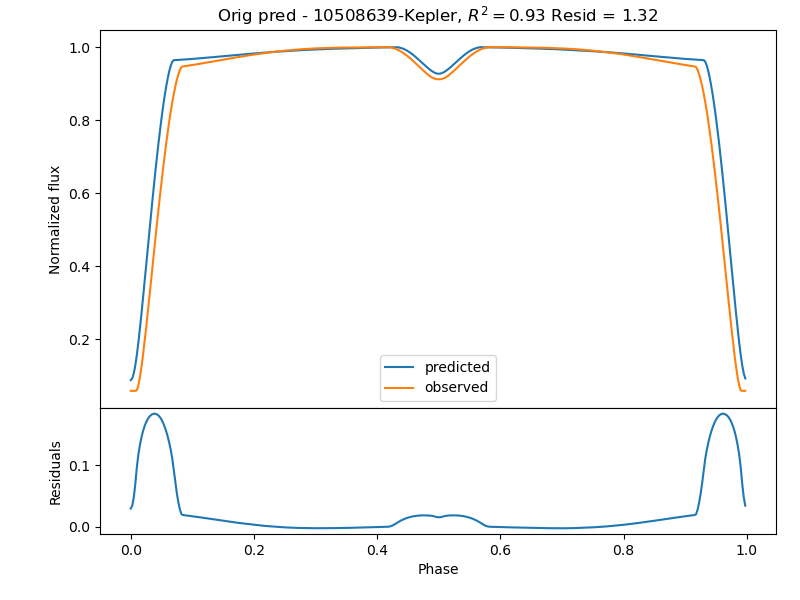 Orig pred - 10508639-Kepler, R² = 0.93 Resid = 1.32
Normalized flux
1.0
0.8
0.6
0.4
0.2
predicted
observed
Residuals
0.1
0.0
0.0 0.2 0.4 0.6 0.8 1.0
Phase